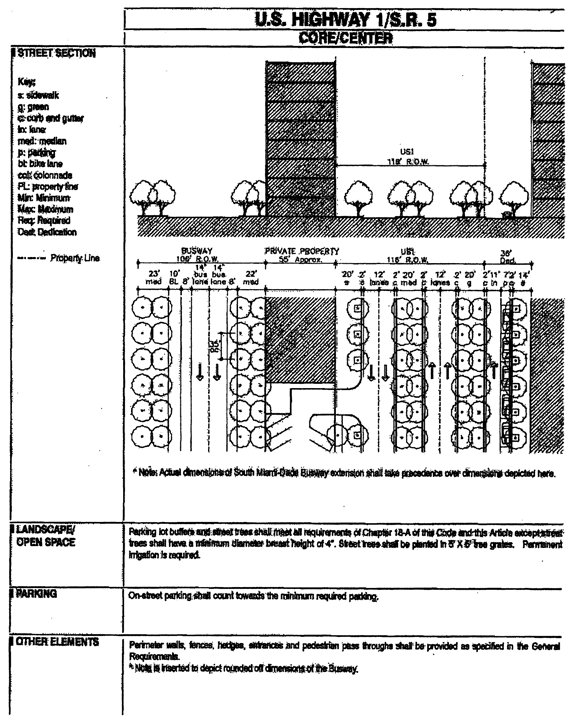 U.S. HIGHWAY 1/S.R. 5
CORE/CENTER
STREET SECTION
Key:
s: sidewalk
g: green
c: curb and gutter
ln: lane
med: median
p: parking
bl: bike lane
col: colonnade
PL: property line
Min: Minimum
Max: Maximum
Req: Required
Ded: Dedication
Property Line
US1
118' R.O.W.
BUSWAY
100' R.O.W.
PRIVATE PROPERTY
55' Approx.
US1
118' R.O.W.
36'
Ded.
23' 10' 14' 14' 22' 20' 2' 12' 2' 20' 2' 12' 2' 20' 2' 11' 7' 2' 14'
bus bus
med BL 8' lane lane 8' med s lanes c med c lanes c g c ln p c s
* Note: Actual dimensions of South Miami-Dade Busway extension shall take precedence over dimensions depicted here.
LANDSCAPE/
OPEN SPACE
Parking lot buffers and street trees shall meet all requirements of Chapter 18-A of this Code and this Article except street
trees shall have a minimum diameter breast height of 4". Street trees shall be planted in 5' X 5' tree grates. Permanent
irrigation is required.
PARKING
On-street parking shall count towards the minimum required parking.
OTHER ELEMENTS
Perimeter walls, fences, hedges, entrances and pedestrian pass throughs shall be provided as specified in the General
Requirements.
* Note is inserted to depict rounded off dimensions of the Busway.